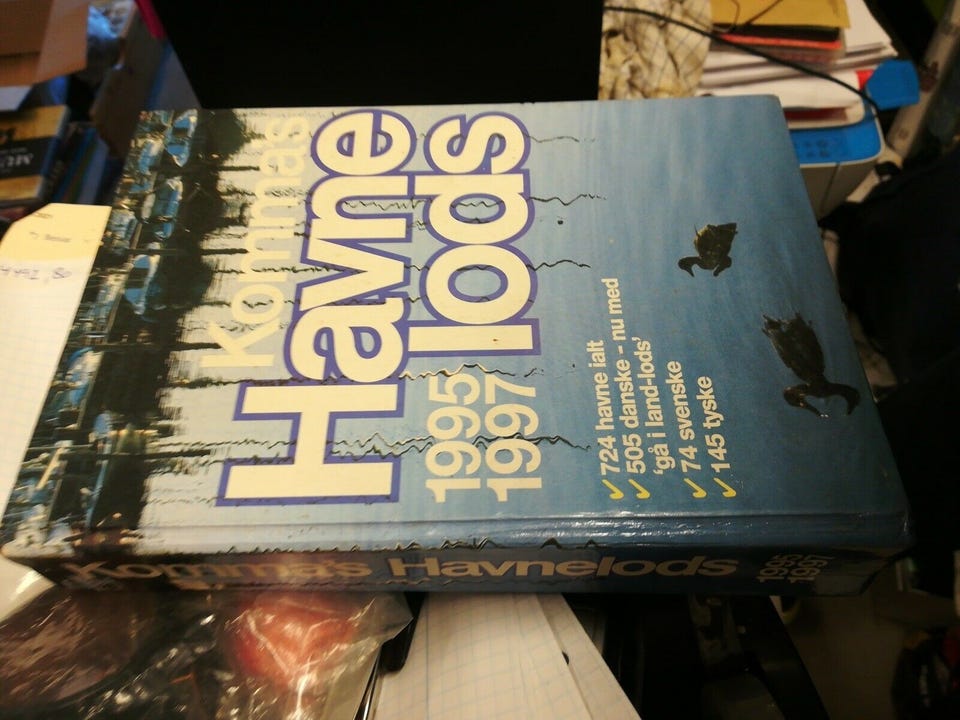 Kommas
Havne
lods
1995
1997
✓ 724 havne ialt
✓ 505 danske - nu med
'gå i land-lods'
✓ 74 svenske
✓ 145 tyske
Komma's Havnelods 1995
1997